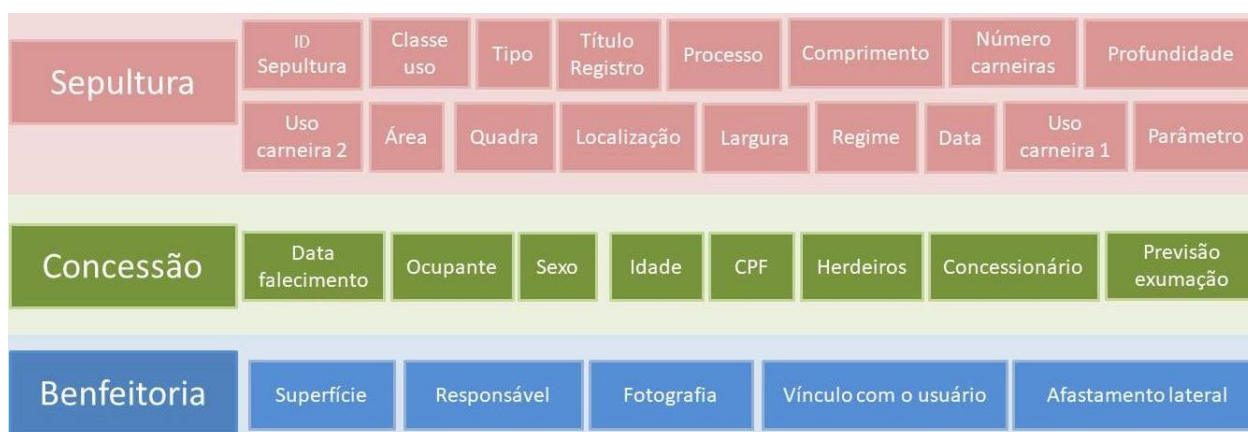 Sepultura
ID
Sepultura
Classe
uso
Tipo
Título
Registro
Processo
Comprimento
Número
carneiras
Profundidade
Uso
carneira 2
Área
Quadra
Localização
Largura
Regime
Data
Uso
carneira 1
Parâmetro
Concessão
Data
falecimento
Ocupante
Sexo
Idade
CPF
Herdeiros
Concessionário
Previsão
exumação
Benfeitoria
Superfície
Responsável
Fotografia
Vínculo com o usuário
Afastamento lateral